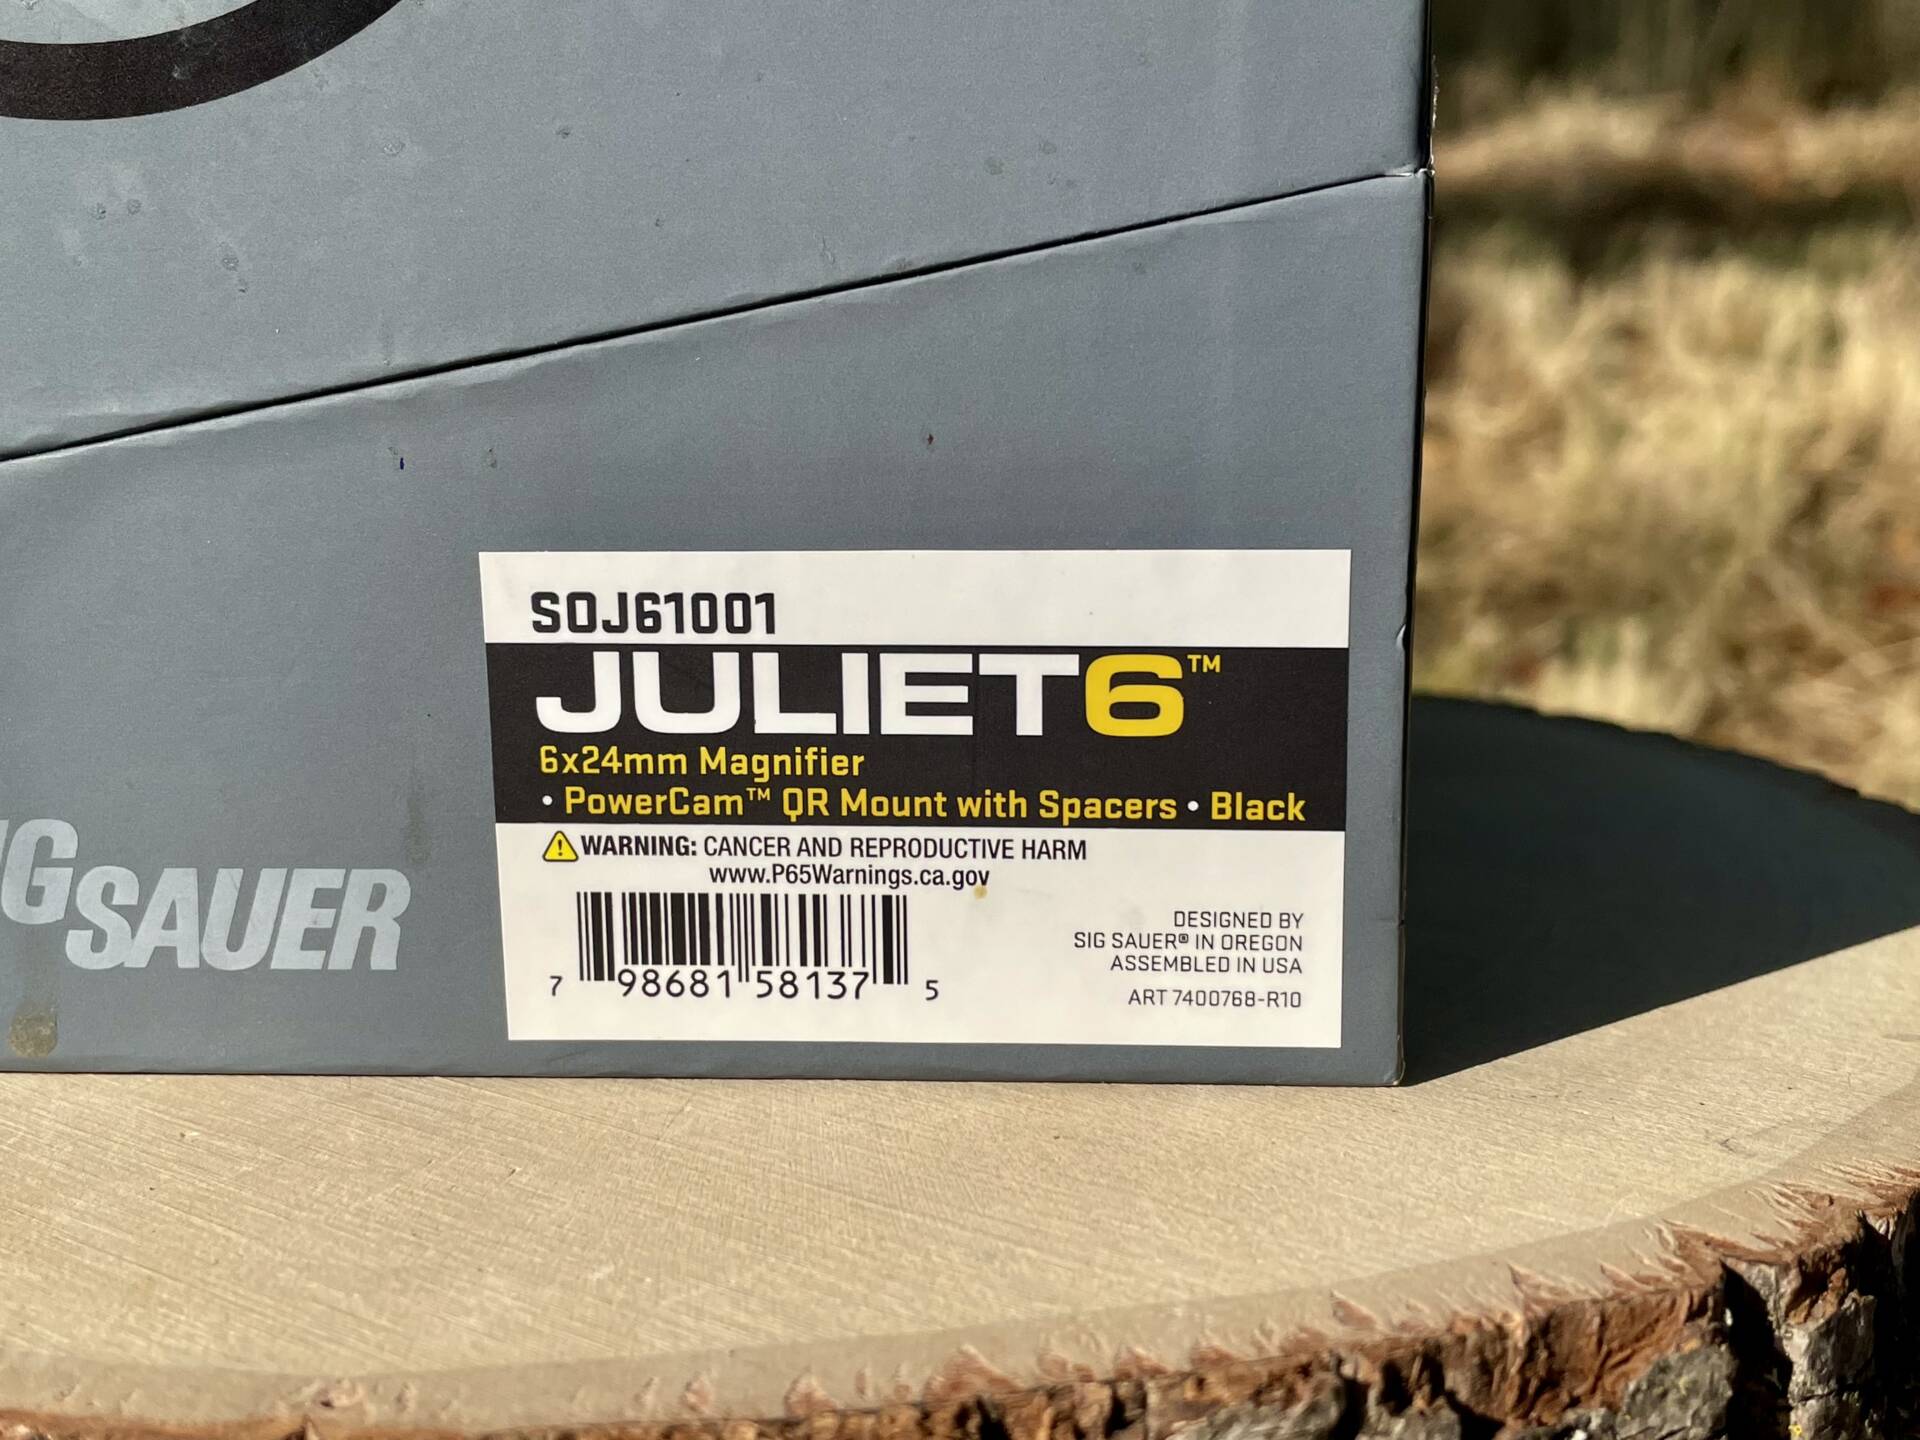 SOJ61001
JULIET6™
6x24mm Magnifier
• PowerCam™ QR Mount with Spacers • Black
WARNING: CANCER AND REPRODUCTIVE HARM
www.P65Warnings.ca.gov
7 98681 58137 5
DESIGNED BY
SIG SAUER® IN OREGON
ASSEMBLED IN USA
ART 7400768-R10
IG SAUER